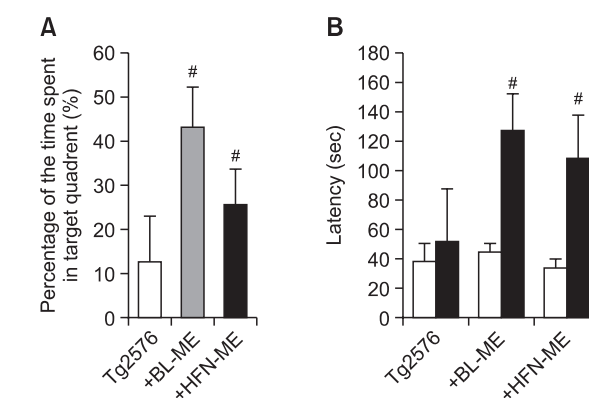 A
Percentage of the time spent
in target quadrent (%)
60
50
40
30
20
10
0
#
#
Tg2576
+BL-ME
+HFN-ME
B
Latency (sec)
180
160
140
120
100
80
60
40
20
0
#
#
Tg2576
+BL-ME
+HFN-ME